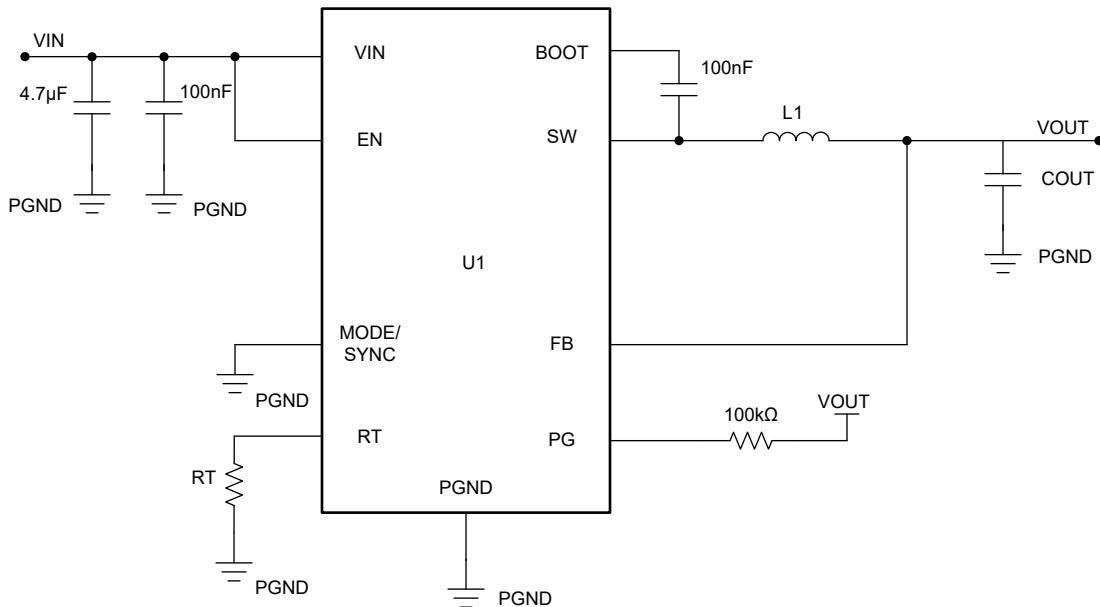 VIN
4.7µF
100nF
PGND
PGND
VIN
EN
MODE/
SYNC
RT
U1
PGND
BOOT
SW
FB
PG
100nF
L1
VOUT
COUT
PGND
100kΩ
VOUT
PGND
RT
PGND
PGND